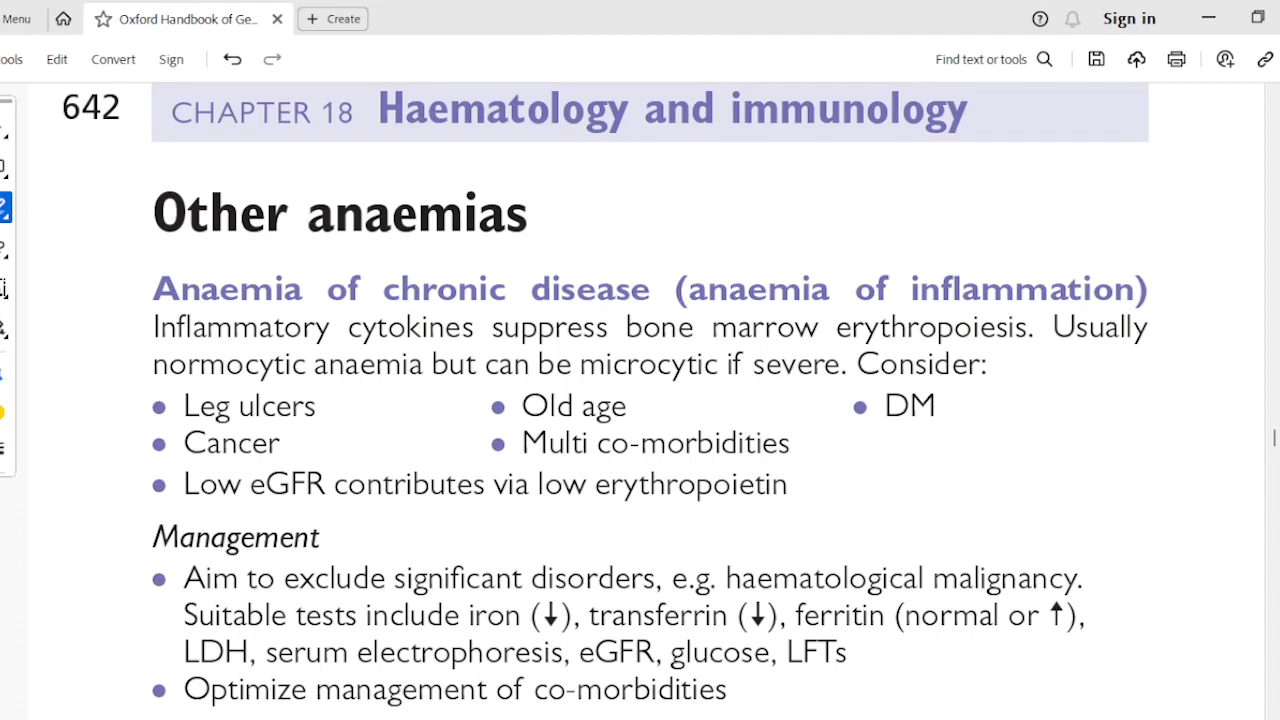 Menu
Oxford Handbook of Ge...
Create
Sign in
ools
Edit
Convert
Sign
Find text or tools
642
CHAPTER 18 Haematology and immunology
Other anaemias
Anaemia of chronic disease (anaemia of inflammation)
Inflammatory cytokines suppress bone marrow erythropoiesis. Usually
normocytic anaemia but can be microcytic if severe. Consider:
• Leg ulcers • Old age • DM
• Cancer • Multi co-morbidities
• Low eGFR contributes via low erythropoietin
Management
• Aim to exclude significant disorders, e.g. haematological malignancy.
Suitable tests include iron (↓), transferrin (↓), ferritin (normal or ↑),
LDH, serum electrophoresis, eGFR, glucose, LFTs
• Optimize management of co-morbidities